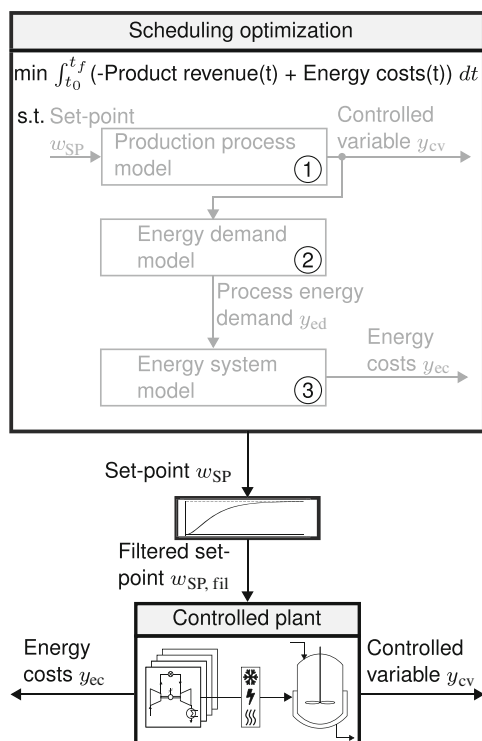 Scheduling optimization
min ∫_{t_0}^{t_f} (-Product revenue(t) + Energy costs(t)) dt
s.t. Set-point
w_SP
Controlled
variable y_cv
Production process
model
1
Energy demand
model
2
Process energy
demand y_ed
Energy system
model
3
Energy
costs y_ec
Set-point w_SP
Filtered set-
point w_SP, fil
Controlled plant
Energy
costs y_ec
Controlled
variable y_cv